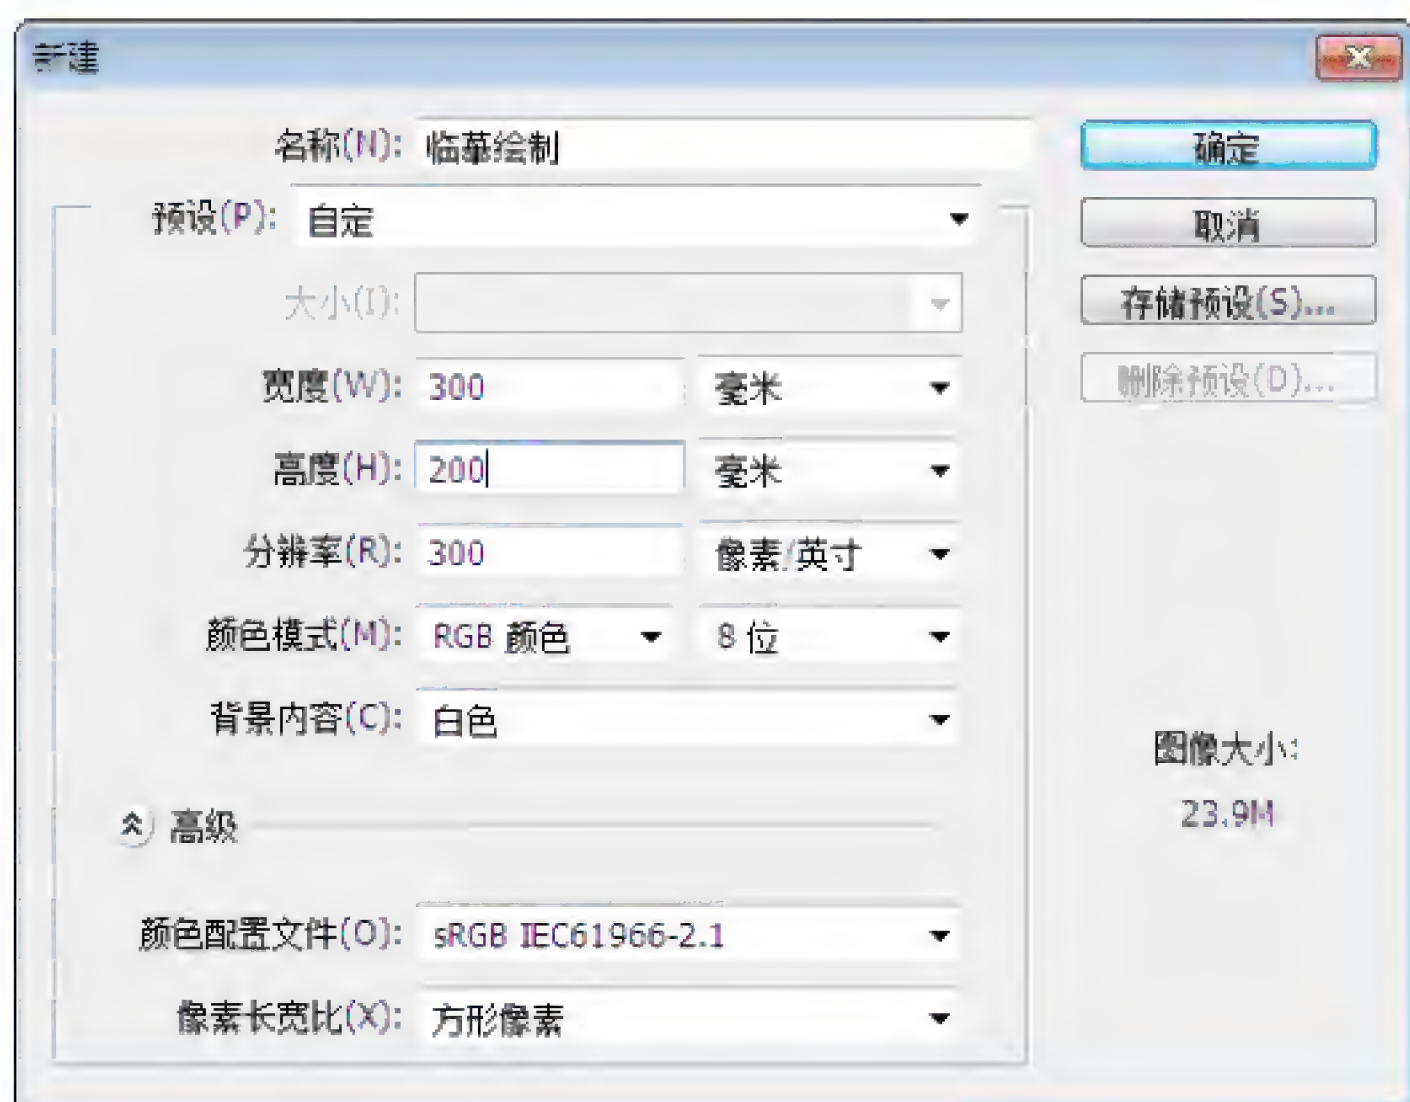 新建
名称(N): 临摹绘制
确定
预设(P): 自定
取消
大小(I):
存储预设(S)...
宽度(W): 300 毫米
删除预设(D)...
高度(H): 200 毫米
分辨率(R): 300 像素/英寸
颜色模式(M): RGB 颜色 8 位
背景内容(C): 白色
图像大小:
23.9M
高级
颜色配置文件(O): sRGB IEC61966-2.1
像素长宽比(X): 方形像素